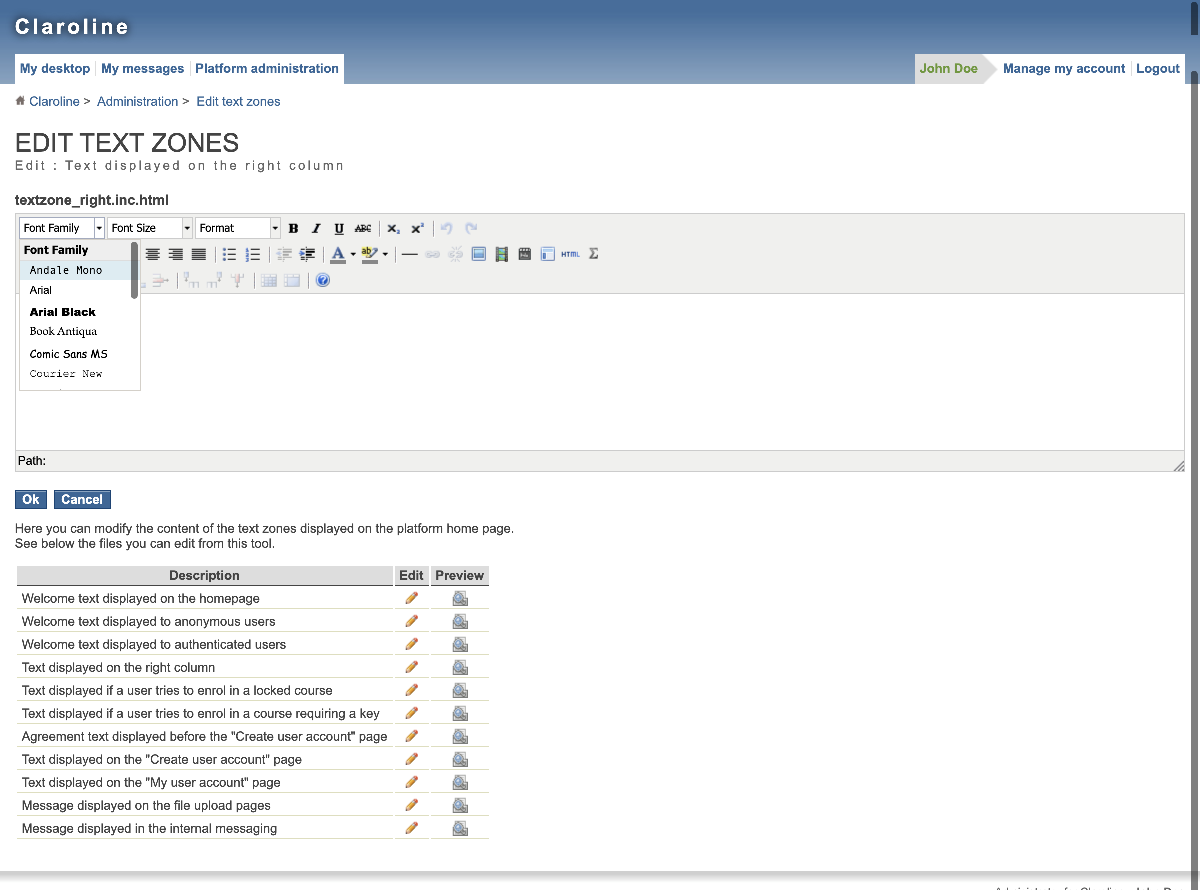 Claroline
My desktop My messages Platform administration
John Doe Manage my account Logout
Claroline > Administration > Edit text zones
EDIT TEXT ZONES
Edit : Text displayed on the right column
textzone_right.inc.html
Font Family Font Size Format B I U ABC x₂ x²
Font Family
Andale Mono
Arial
Arial Black
Book Antiqua
Comic Sans MS
Courier New
A ab HTML Σ
Path:
Ok Cancel
Here you can modify the content of the text zones displayed on the platform home page.
See below the files you can edit from this tool.
Description Edit Preview
Welcome text displayed on the homepage
Welcome text displayed to anonymous users
Welcome text displayed to authenticated users
Text displayed on the right column
Text displayed if a user tries to enrol in a locked course
Text displayed if a user tries to enrol in a course requiring a key
Agreement text displayed before the "Create user account" page
Text displayed on the "Create user account" page
Text displayed on the "My user account" page
Message displayed on the file upload pages
Message displayed in the internal messaging